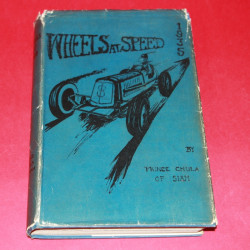 WHEELS AT SPEED
1935
BY
PRINCE CHULA
OF SIAM